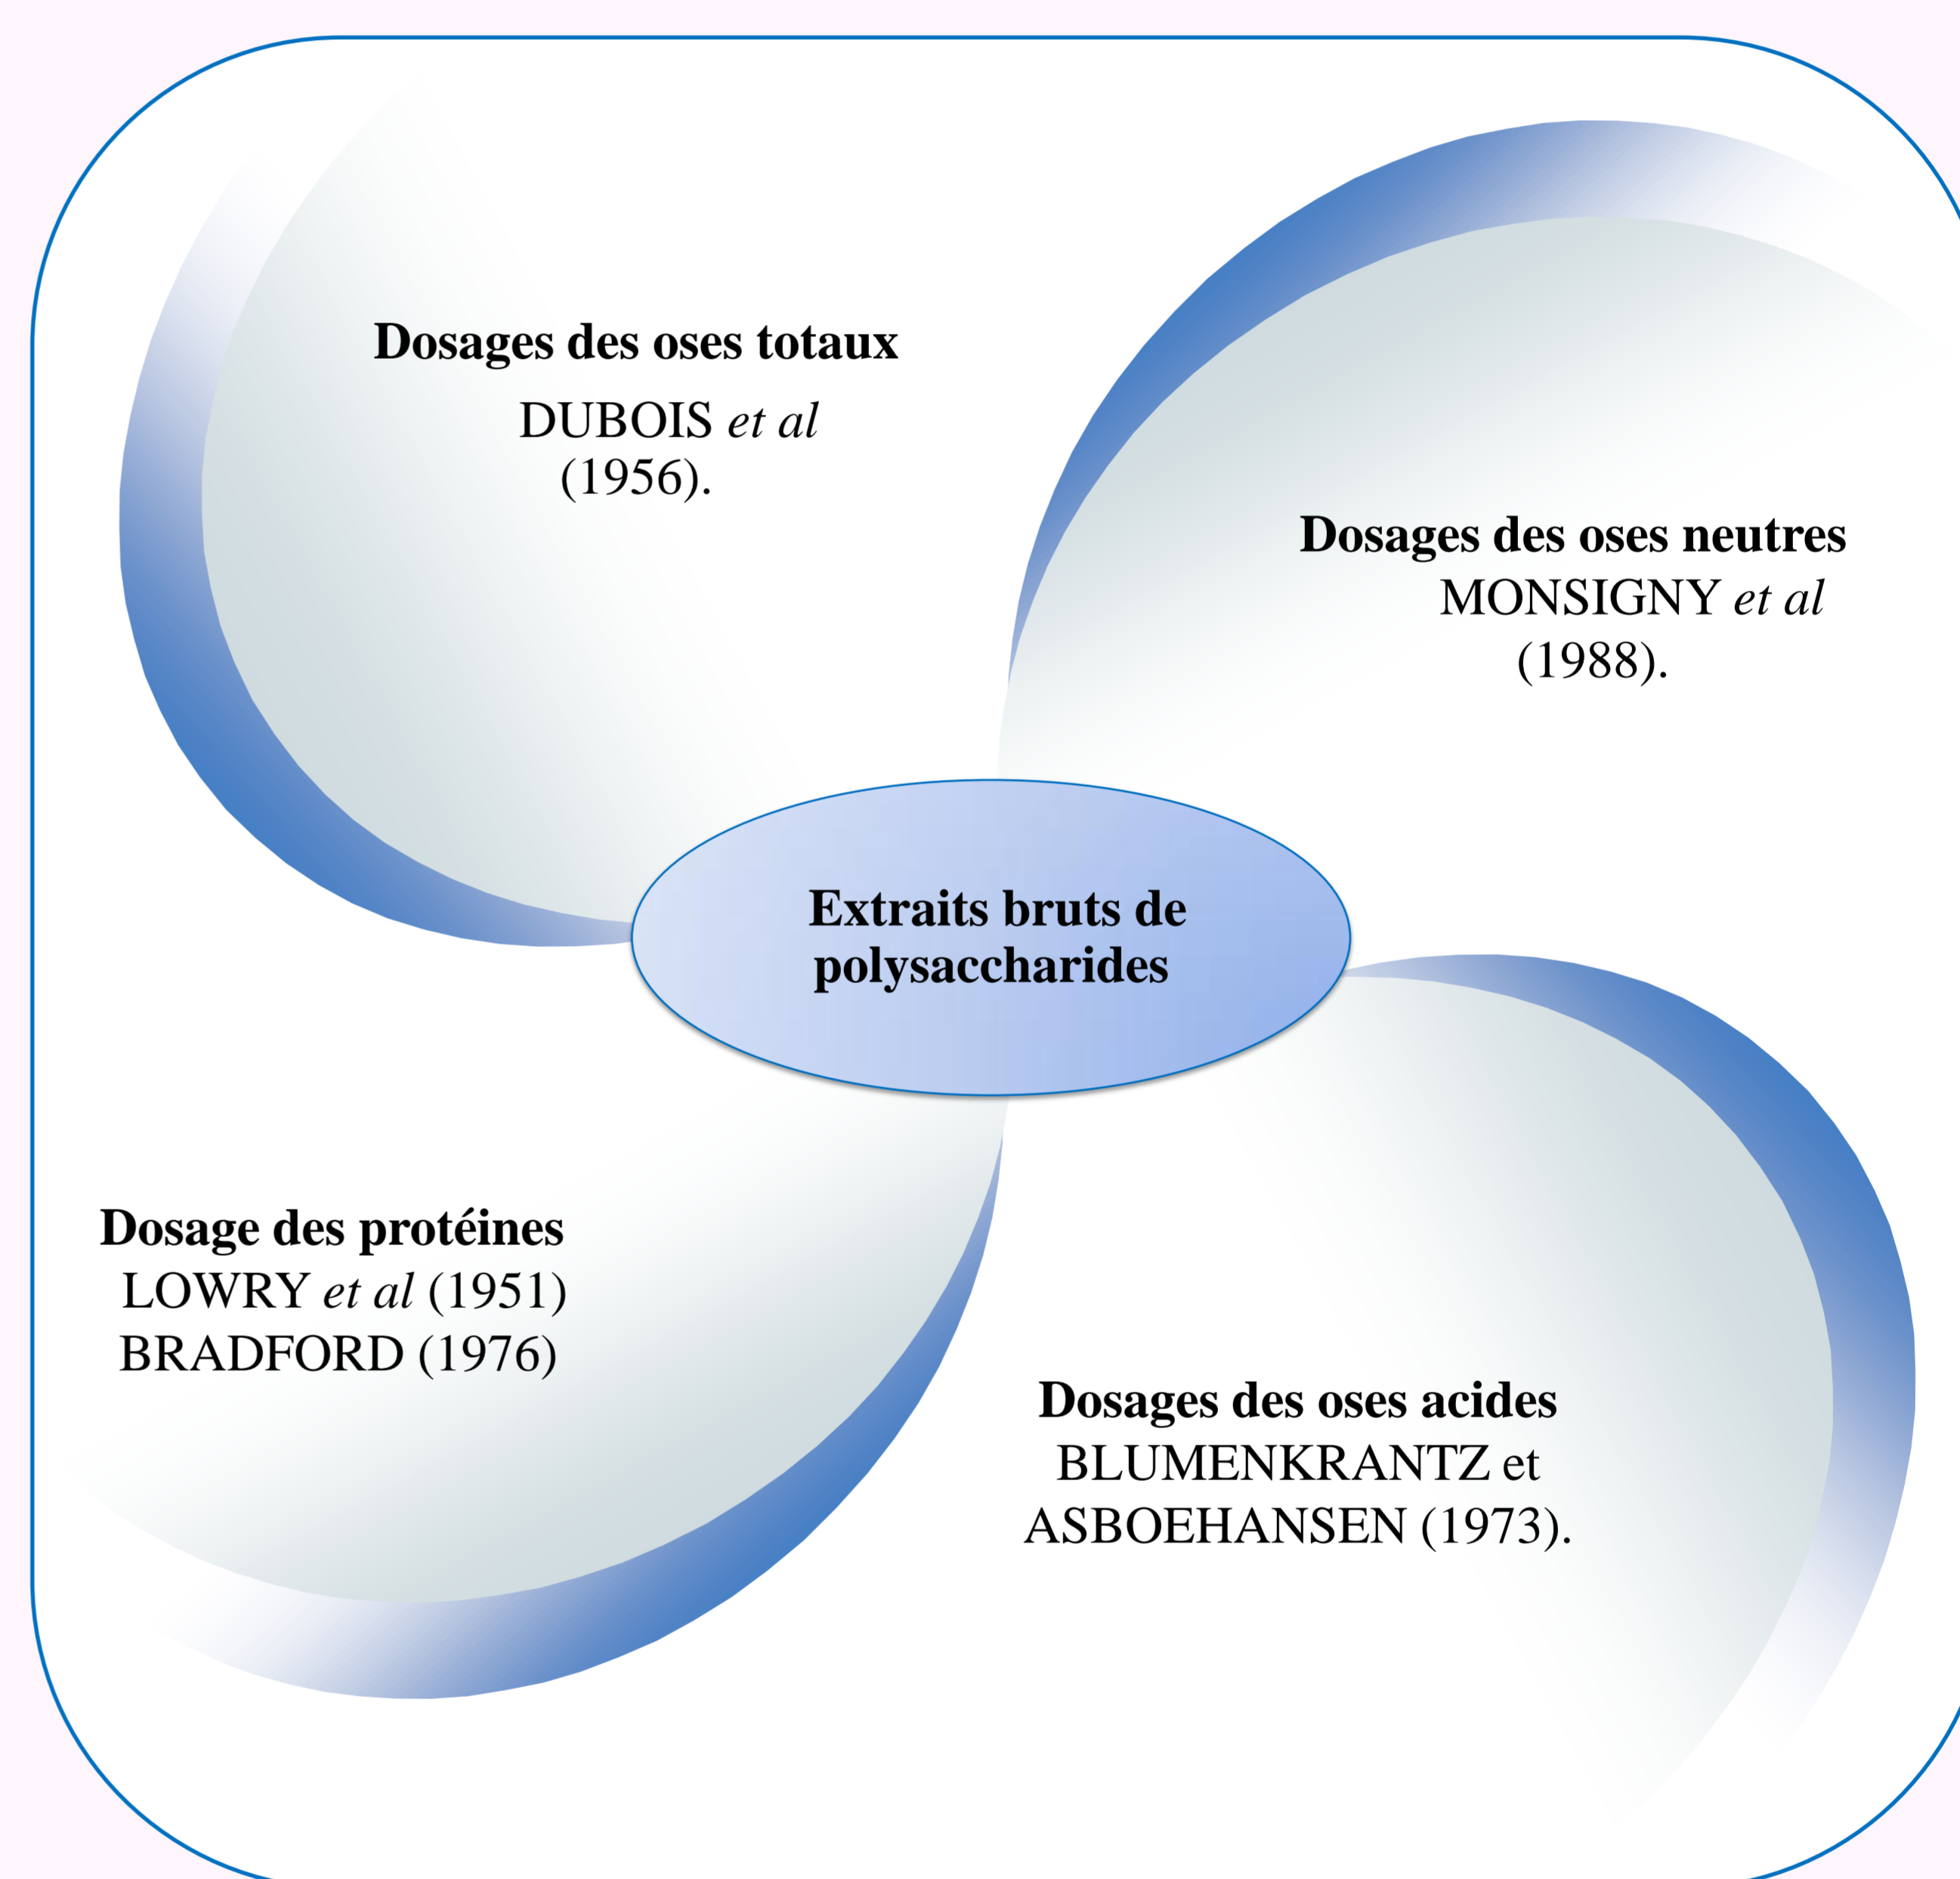 Dosages des oses totaux
DUBOIS et al
(1956).
Dosages des oses neutres
MONSIGNY et al
(1988).
Extraits bruts de
polysaccharides
Dosage des protéines
LOWRY et al (1951)
BRADFORD (1976)
Dosages des oses acides
BLUMENKRANTZ et
ASBOEHANSEN (1973).